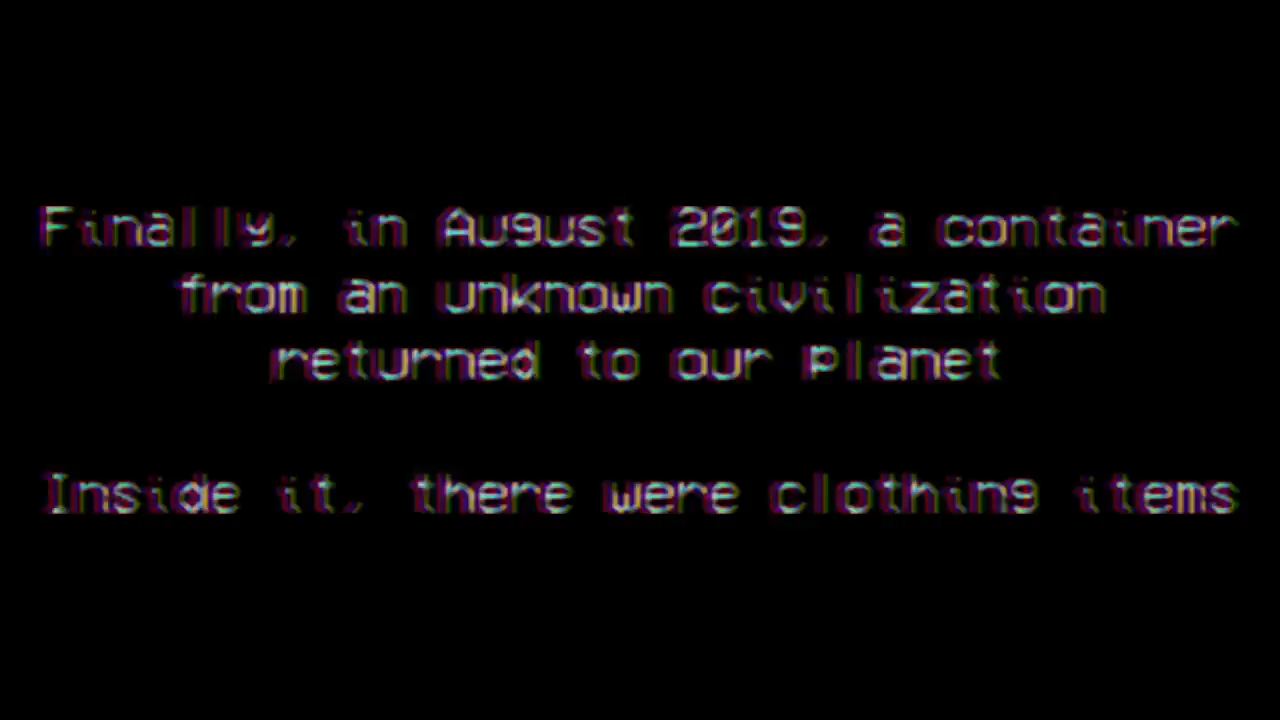 Finally, in August 2019, a container
from an unknown civilization
returned to our planet
Inside it, there were clothing items